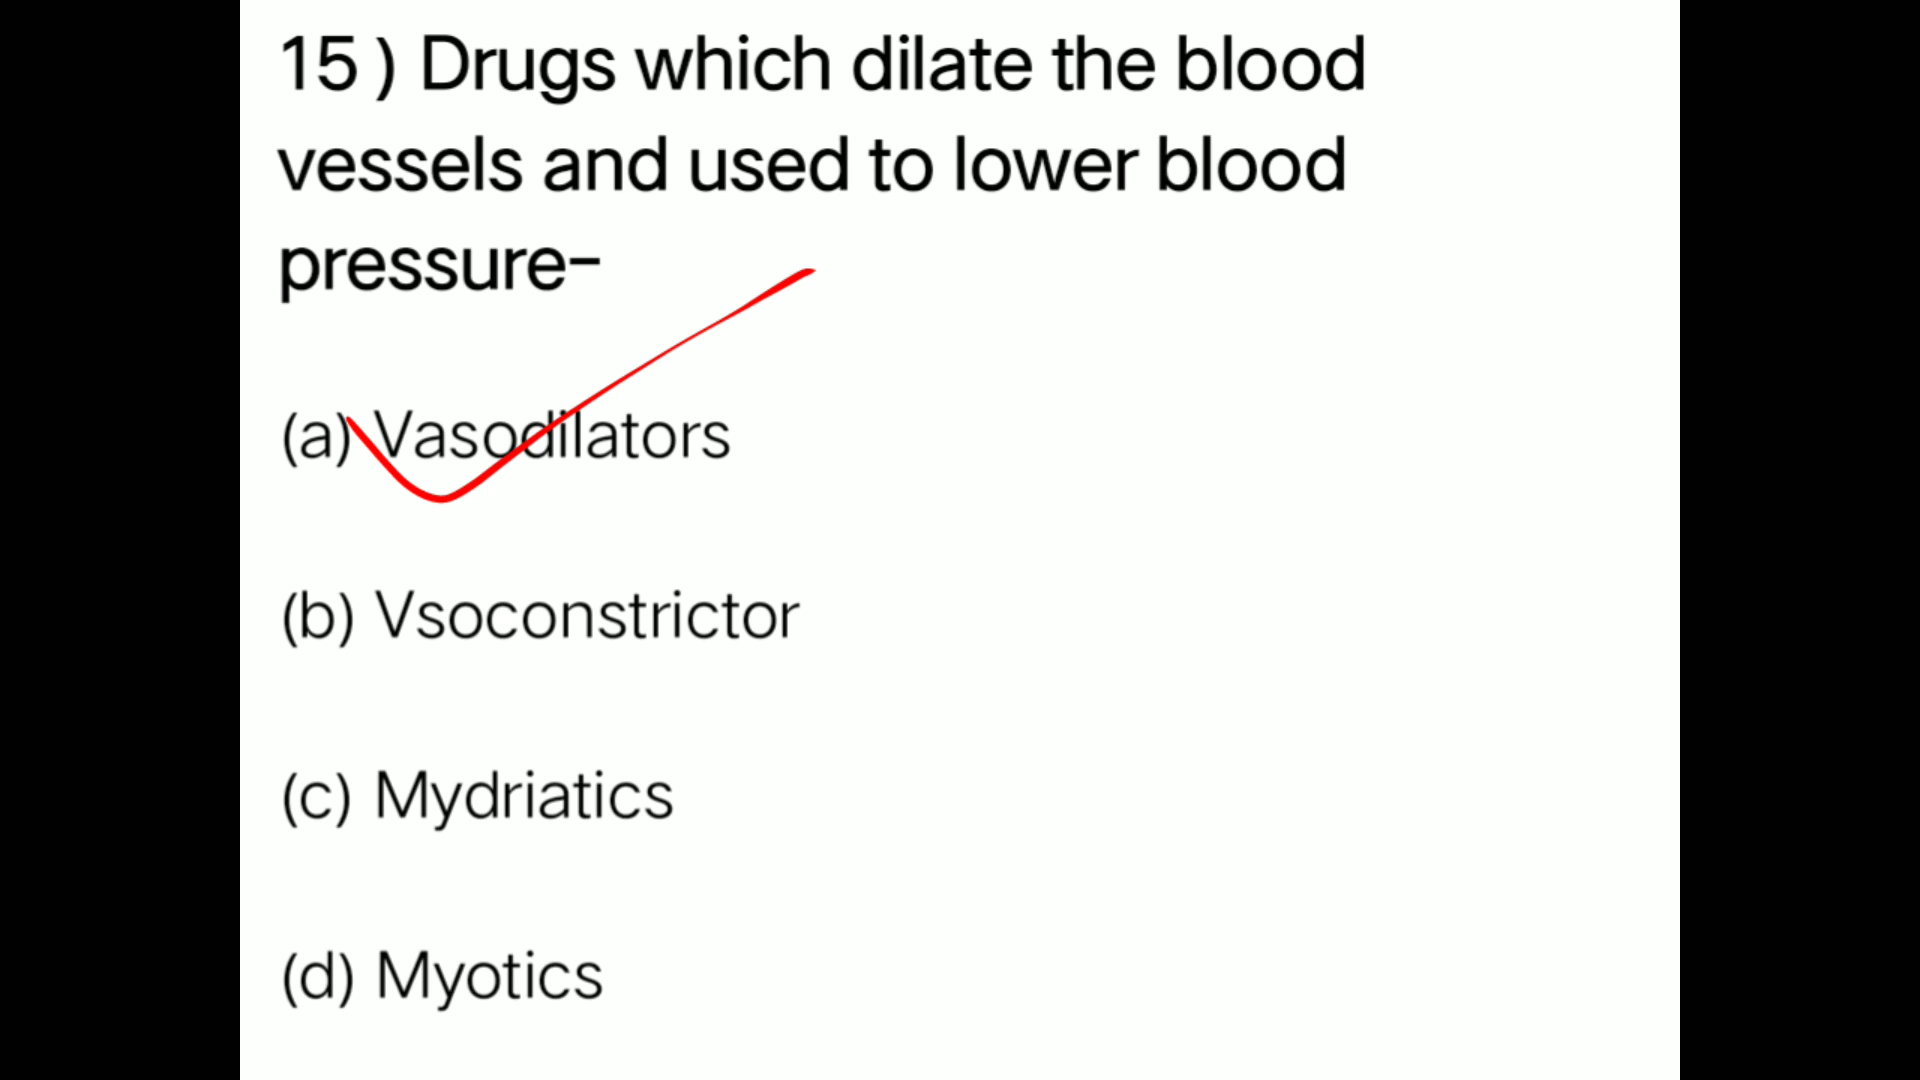 15 ) Drugs which dilate the blood
vessels and used to lower blood
pressure-
(a) Vasodilators
(b) Vsoconstrictor
(c) Mydriatics
(d) Myotics